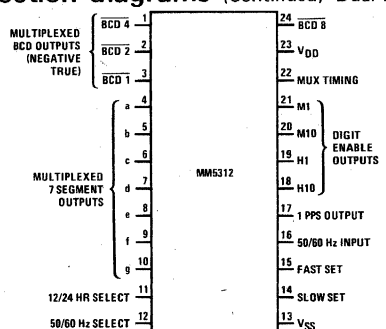 ction diagrams (Continued) Dual
MULTIPLEXED
BCD OUTPUTS
(NEGATIVE
TRUE)
BCD 4 1
BCD 2 2
BCD 1 3
MULTIPLEXED
7 SEGMENT
OUTPUTS
a 4
b 5
c 6
d 7
e 8
f 9
g 10
12/24 HR SELECT 11
50/60 Hz SELECT 12
MM5312
24 BCD 8
23 VDD
22 MUX TIMING
21 M1
20 M10
19 H1
18 H10
DIGIT
ENABLE
OUTPUTS
17 1 PPS OUTPUT
16 50/60 Hz INPUT
15 FAST SET
14 SLOW SET
13 VSS